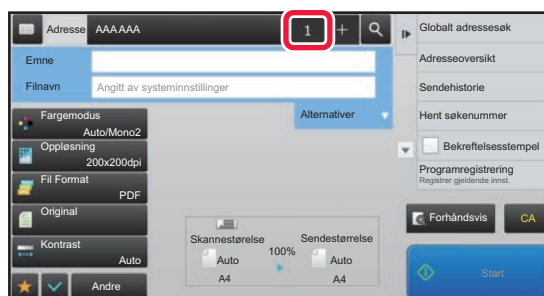 Adresse AAA AAA 1
Emne
Filnavn Angitt av systeminnstillinger
Alternativer
Fargemodus
Auto/Mono2
Oppløsning
200x200dpi
Fil Format
PDF
Original
Kontrast
Auto
Andre
Skannestørelse
Auto
A4
100%
Sendestørrelse
Auto
A4
Globalt adressesøk
Adresseoversikt
Sendehistorie
Hent søkenummer
Bekreftelsesstempel
Programregistrering
Registrer gjeldende innst.
Forhåndsvis
CA
Start